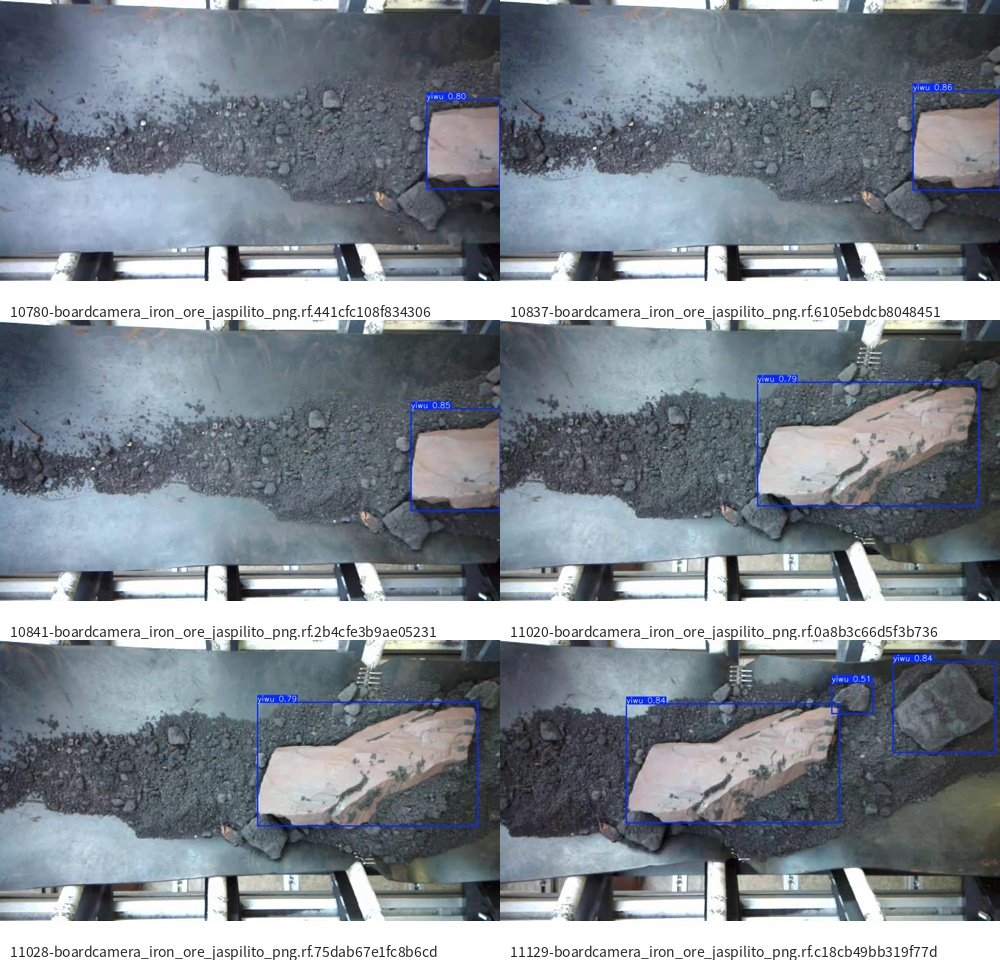 yiwu 0.80
yiwu 0.86
10780-boardcamera_iron_ore_jaspilito_png.rf.441cfc108f834306
10837-boardcamera_iron_ore_jaspilito_png.rf.6105ebdcb8048451
yiwu 0.85
yiwu 0.79
10841-boardcamera_iron_ore_jaspilito_png.rf.2b4cfe3b9ae05231
11020-boardcamera_iron_ore_jaspilito_png.rf.0a8b3c66d5f3b736
yiwu 0.79
yiwu 0.84
yiwu 0.51
yiwu 0.84
11028-boardcamera_iron_ore_jaspilito_png.rf.75dab67e1fc8b6cd
11129-boardcamera_iron_ore_jaspilito_png.rf.c18cb49bb319f77d